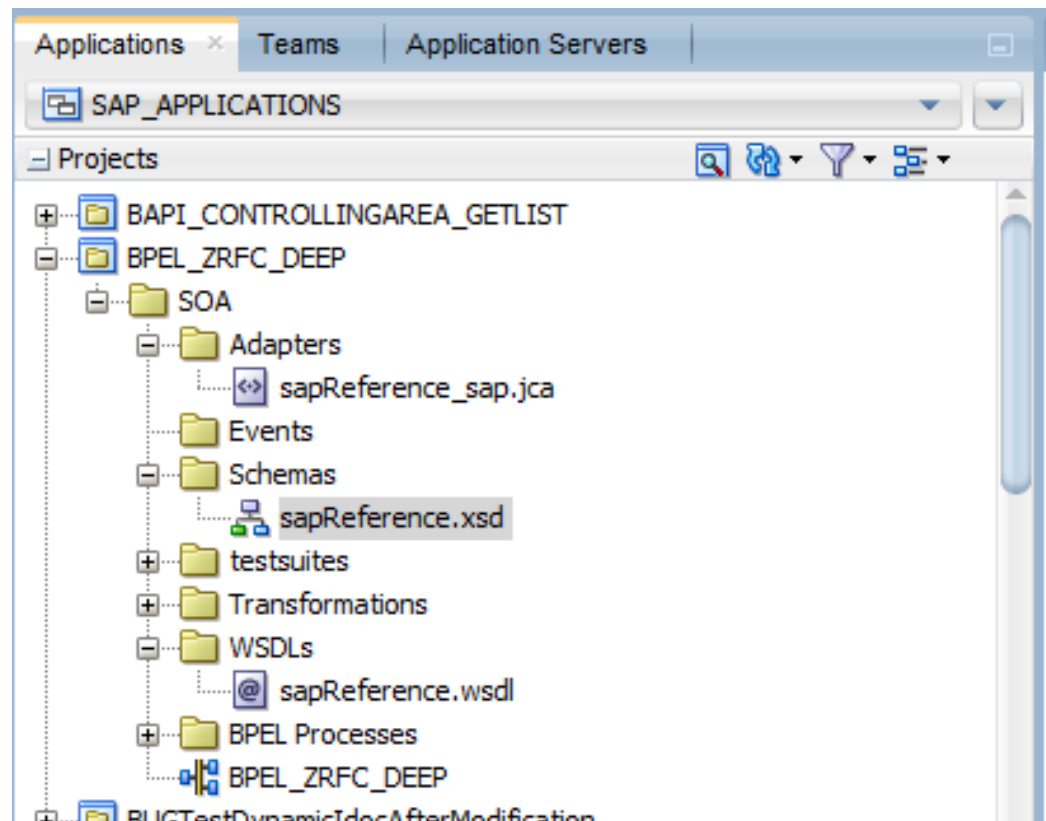 Applications Teams Application Servers
SAP_APPLICATIONS
Projects
BAPI_CONTROLLINGAREA_GETLIST
BPEL_ZRFC_DEEP
SOA
Adapters
sapReference_sap.jca
Events
Schemas
sapReference.xsd
testsuites
Transformations
WSDLs
sapReference.wsdl
BPEL Processes
BPEL_ZRFC_DEEP
BUGTestDynamicIdocAfterModification